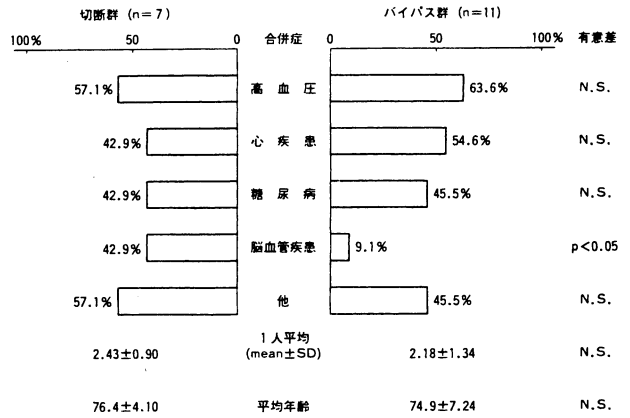 切断群 (n=7) バイパス群 (n=11)
100% 50 0 合併症 0 50 100% 有意差
57.1% 高血圧 63.6% N.S.
42.9% 心疾患 54.6% N.S.
42.9% 糖尿病 45.5% N.S.
42.9% 脳血管疾患 9.1% p<0.05
57.1% 他 45.5% N.S.
1人平均
2.43±0.90 (mean±SD) 2.18±1.34 N.S.
76.4±4.10 平均年齢 74.9±7.24 N.S.